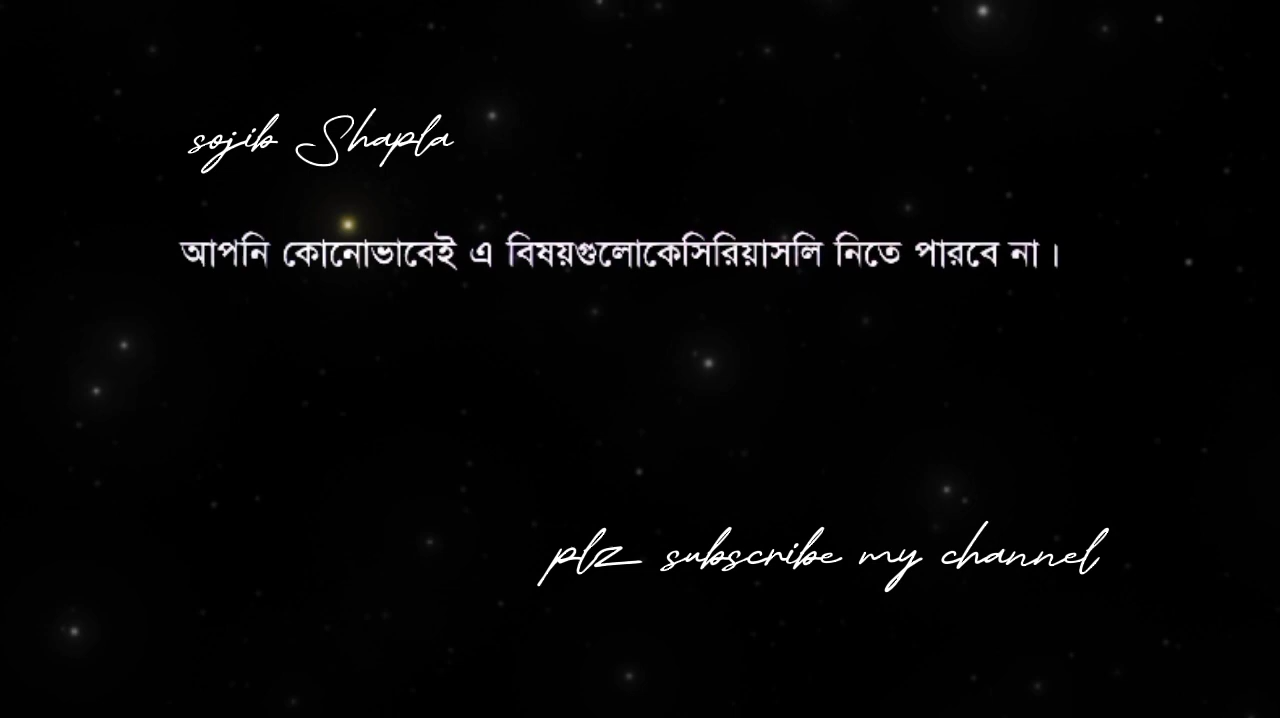 sojib Shapla
আপনি কোনোভাবেই এ বিষয়গুলোকেসিরিয়াসলি নিতে পারবে না।
plz subscribe my channel